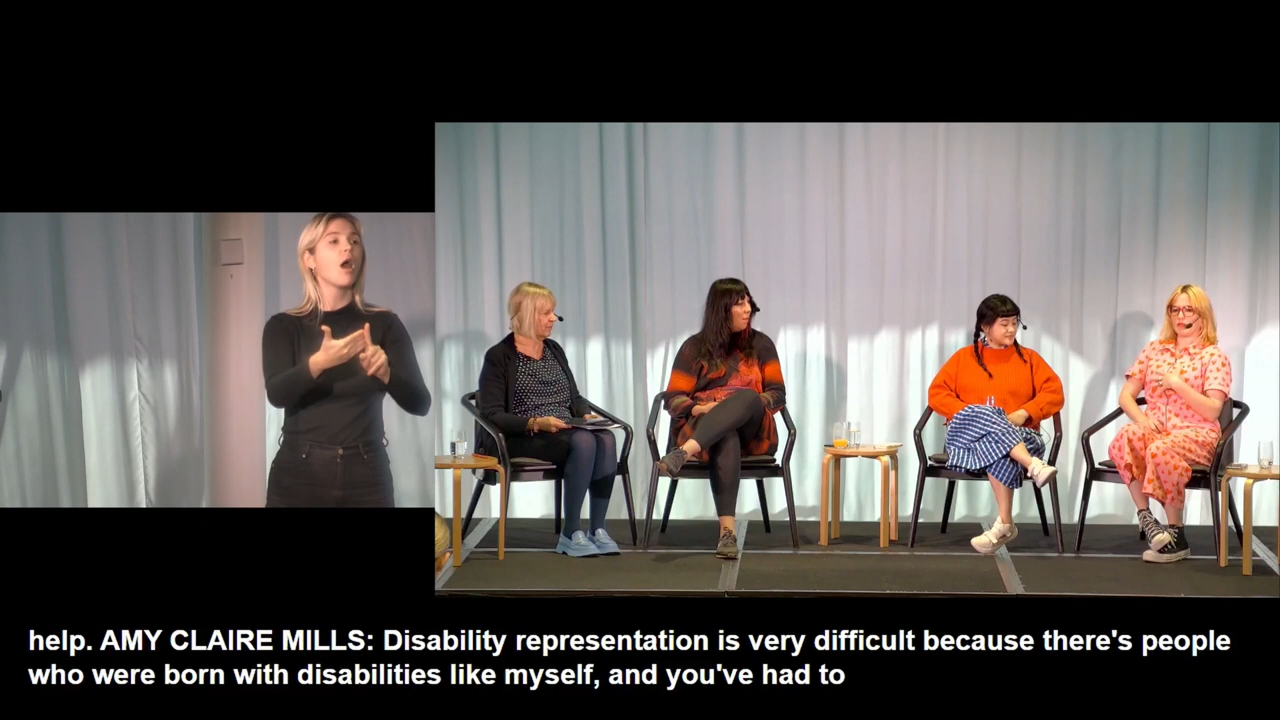 help. AMY CLAIRE MILLS: Disability representation is very difficult because there's people
who were born with disabilities like myself, and you've had to